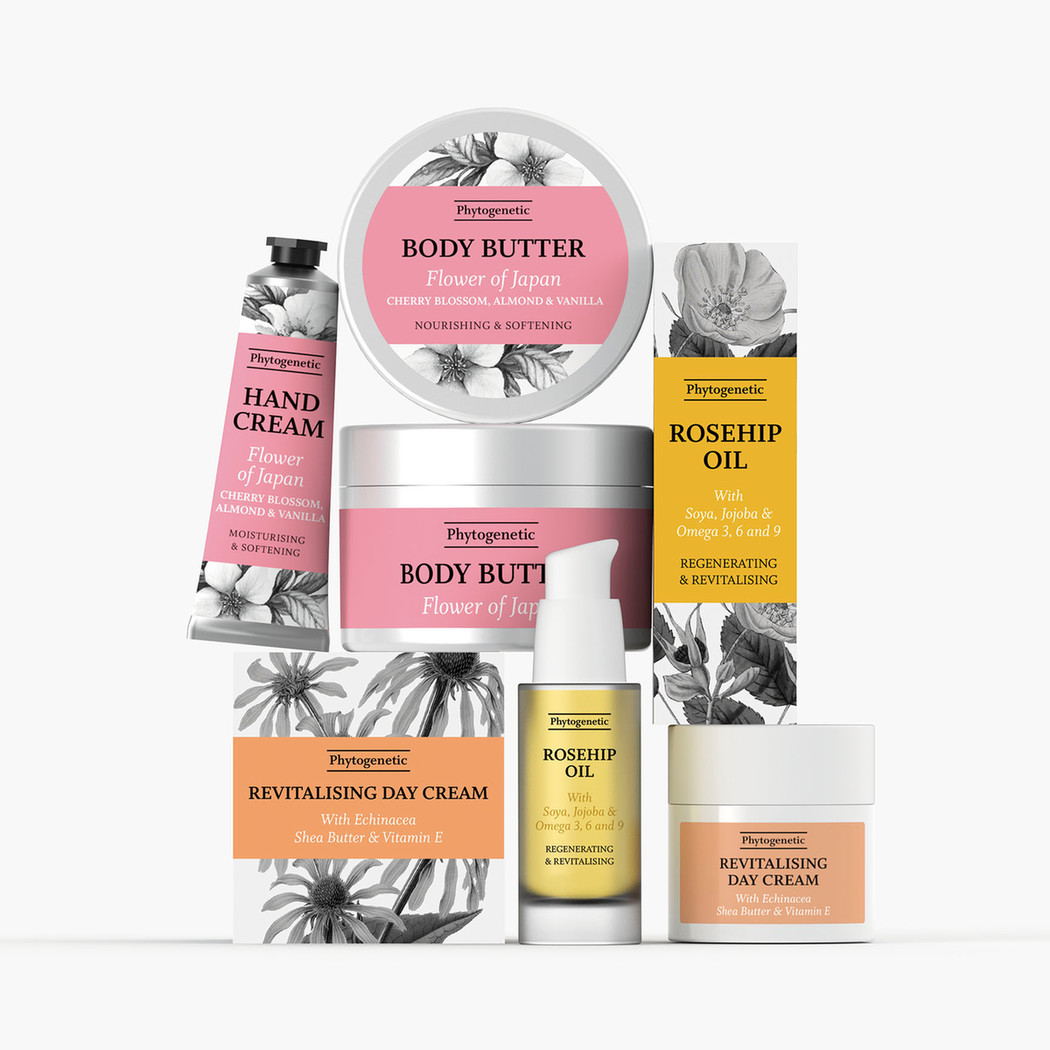 Phytogenetic
BODY BUTTER
Flower of Japan
CHERRY BLOSSOM, ALMOND & VANILLA
NOURISHING & SOFTENING
Phytogenetic
HAND
CREAM
Flower
of Japan
CHERRY BLOSSOM,
ALMOND & VANILLA
MOISTURISING
& SOFTENING
Phytogenetic
BODY BUTT
Flower of Jap
Phytogenetic
ROSEHIP
OIL
With
Soya, Jojoba &
Omega 3, 6 and 9
REGENERATING
& REVITALISING
Phytogenetic
REVITALISING DAY CREAM
With Echinacea
Shea Butter & Vitamin E
Phytogenetic
ROSEHIP
OIL
With
Soya, Jojoba &
Omega 3, 6 and 9
REGENERATING
& REVITALISING
Phytogenetic
REVITALISING
DAY CREAM
With Echinacea
Shea Butter & Vitamin E